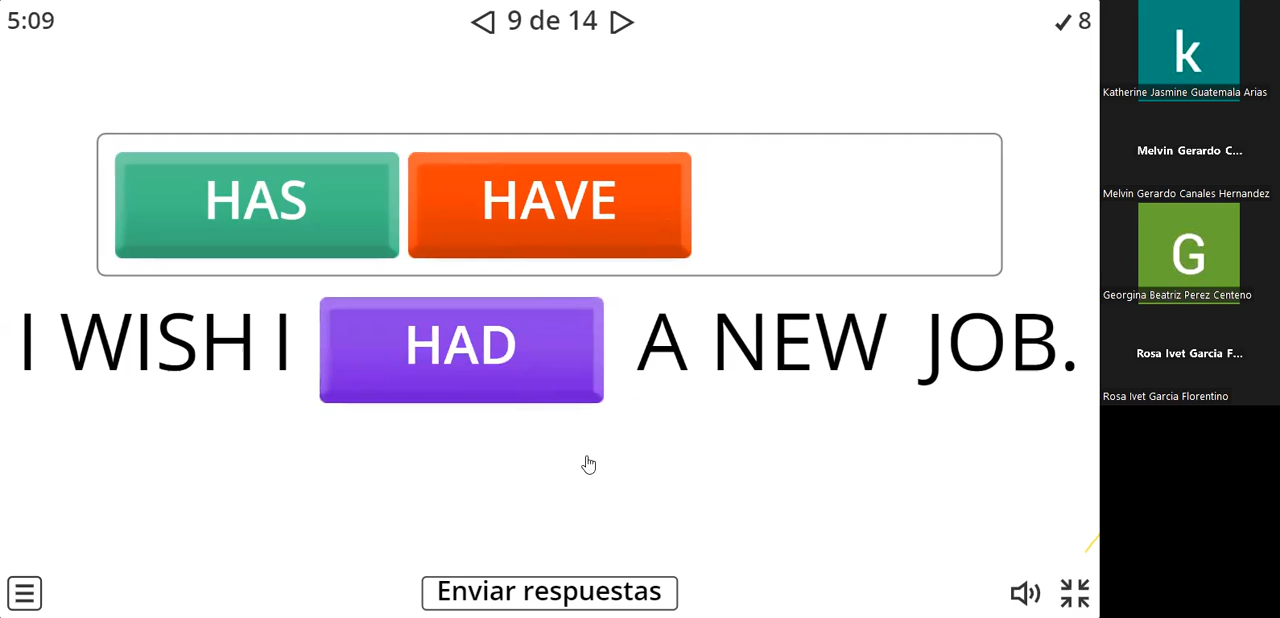 5:09
9 de 14
8
HAS HAVE
I WISH I HAD A NEW JOB.
Enviar respuestas
k
Katherine Jasmine Guatemala Arias
Melvin Gerardo C...
Melvin Gerardo Canales Hernandez
G
Georgina Beatriz Perez Centeno
Rosa Ivet Garcia F...
Rosa Ivet Garcia Florentino